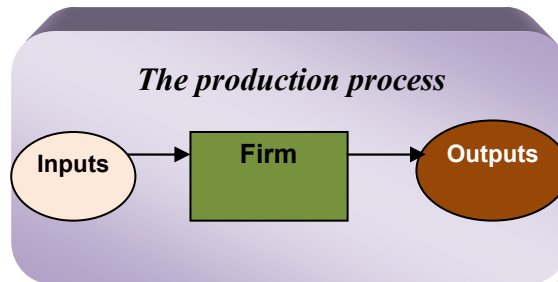 The production process
Inputs
Firm
Outputs